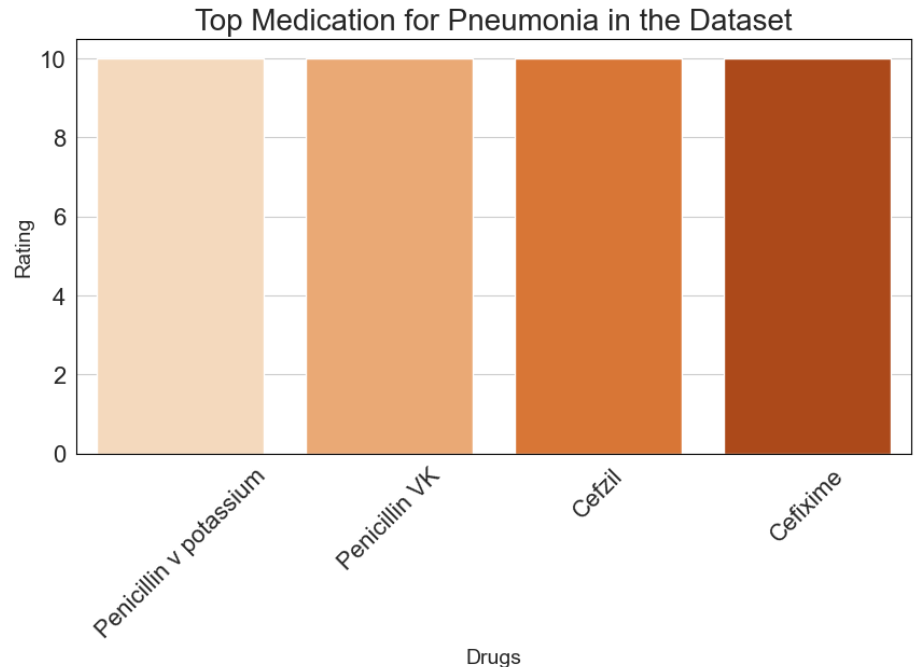 Top Medication for Pneumonia in the Dataset
Rating
10
8
6
4
2
0
Penicillin v potassium
Penicillin VK
Cefzil
Cefixime
Drugs